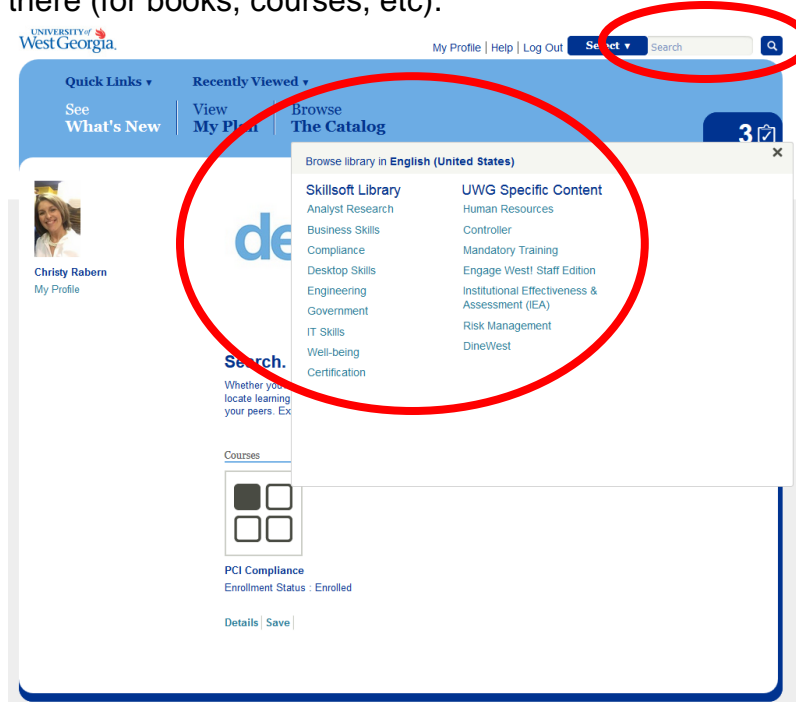 there (for books, courses, etc).
UNIVERSITY of
West Georgia.
My Profile | Help | Log Out Select ▾ Search
Quick Links ▾ Recently Viewed ▾
See View Browse
What's New My Plan The Catalog
3
Browse library in English (United States)
Skillsoft Library UWG Specific Content
Analyst Research Human Resources
Business Skills Controller
Compliance Mandatory Training
Desktop Skills Engage West! Staff Edition
Engineering Institutional Effectiveness &
Government Assessment (IEA)
IT Skills Risk Management
Well-being DineWest
Certification
de
Christy Rabern
My Profile
Search.
Whether you
locate learning
your peers. Ex
Courses
PCI Compliance
Enrollment Status : Enrolled
Details | Save |